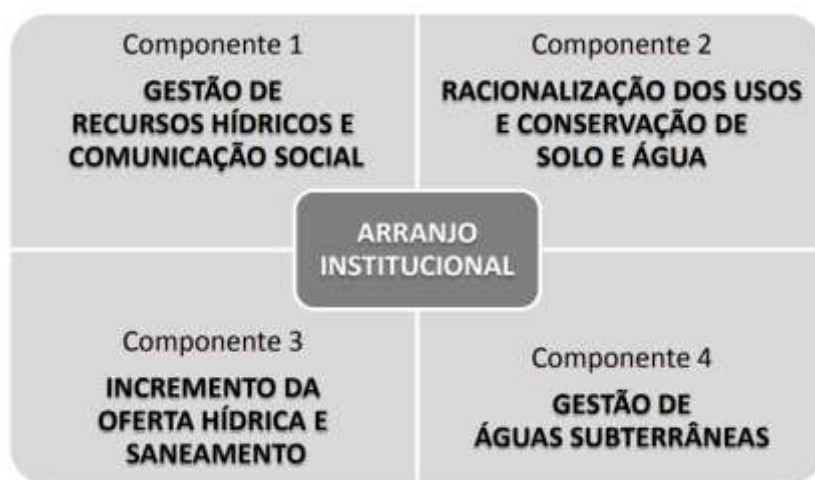 Componente 1
GESTÃO DE
RECURSOS HÍDRICOS E
COMUNICAÇÃO SOCIAL
Componente 2
RACIONALIZAÇÃO DOS USOS
E CONSERVAÇÃO DE
SOLO E ÁGUA
ARRANJO
INSTITUCIONAL
Componente 3
INCREMENTO DA
OFERTA HÍDRICA E
SANEAMENTO
Componente 4
GESTÃO DE
ÁGUAS SUBTERRÂNEAS